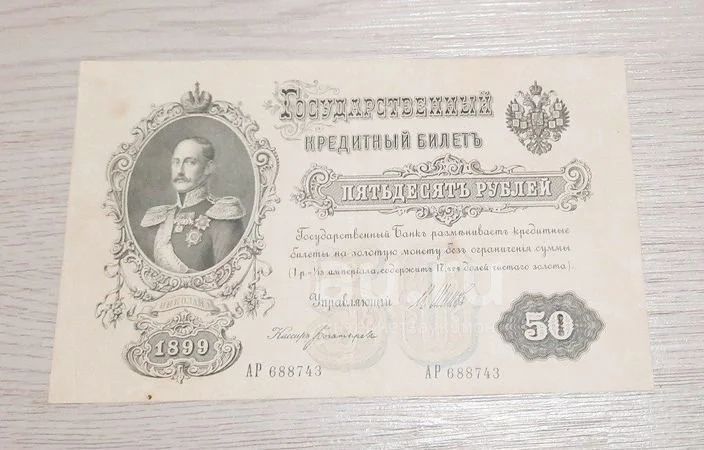 Государственный
кредитный билетъ
пятьдесятъ рублей
Государственный Банкъ размѣниваетъ кредитные
билеты на золотую монету безъ ограниченія суммы
(1 р.= 1/15 имперіала, содержитъ 17,424 долей чистаго золота).
Управляющій
Кассиръ
НИКОЛАЙ I.
1899
50
АР 688743
АР 688743